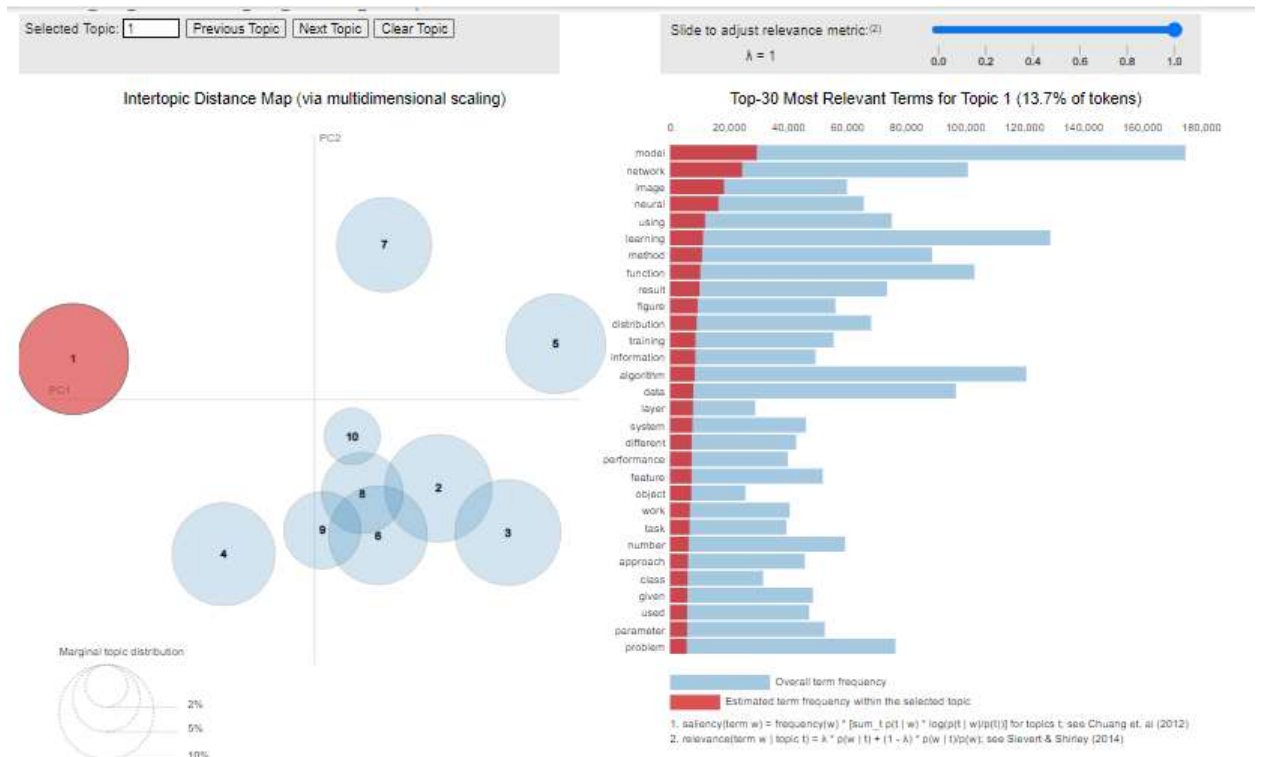 Selected Topic: 1 Previous Topic Next Topic Clear Topic
Slide to adjust relevance metric:(2)
λ = 1
0.0 0.2 0.4 0.6 0.8 1.0
Intertopic Distance Map (via multidimensional scaling)
PC2
PC1
7
1
5
10
8
2
9
6
3
4
Marginal topic distribution
2%
5%
10%
Top-30 Most Relevant Terms for Topic 1 (13.7% of tokens)
0 20,000 40,000 60,000 80,000 100,000 120,000 140,000 160,000 180,000
model
network
image
neural
using
learning
method
function
result
figure
distribution
training
information
algorithm
data
layer
system
different
performance
feature
object
work
task
number
approach
class
given
used
parameter
problem
Overall term frequency
Estimated term frequency within the selected topic
1. saliency(term w) = frequency(w) * [sum_t p(t | w) * log(p(t | w)/p(t))] for topics t; see Chuang et. al (2012)
2. relevance(term w | topic t) = λ * p(w | t) + (1 - λ) * p(w | t)/p(w); see Sievert & Shirley (2014)